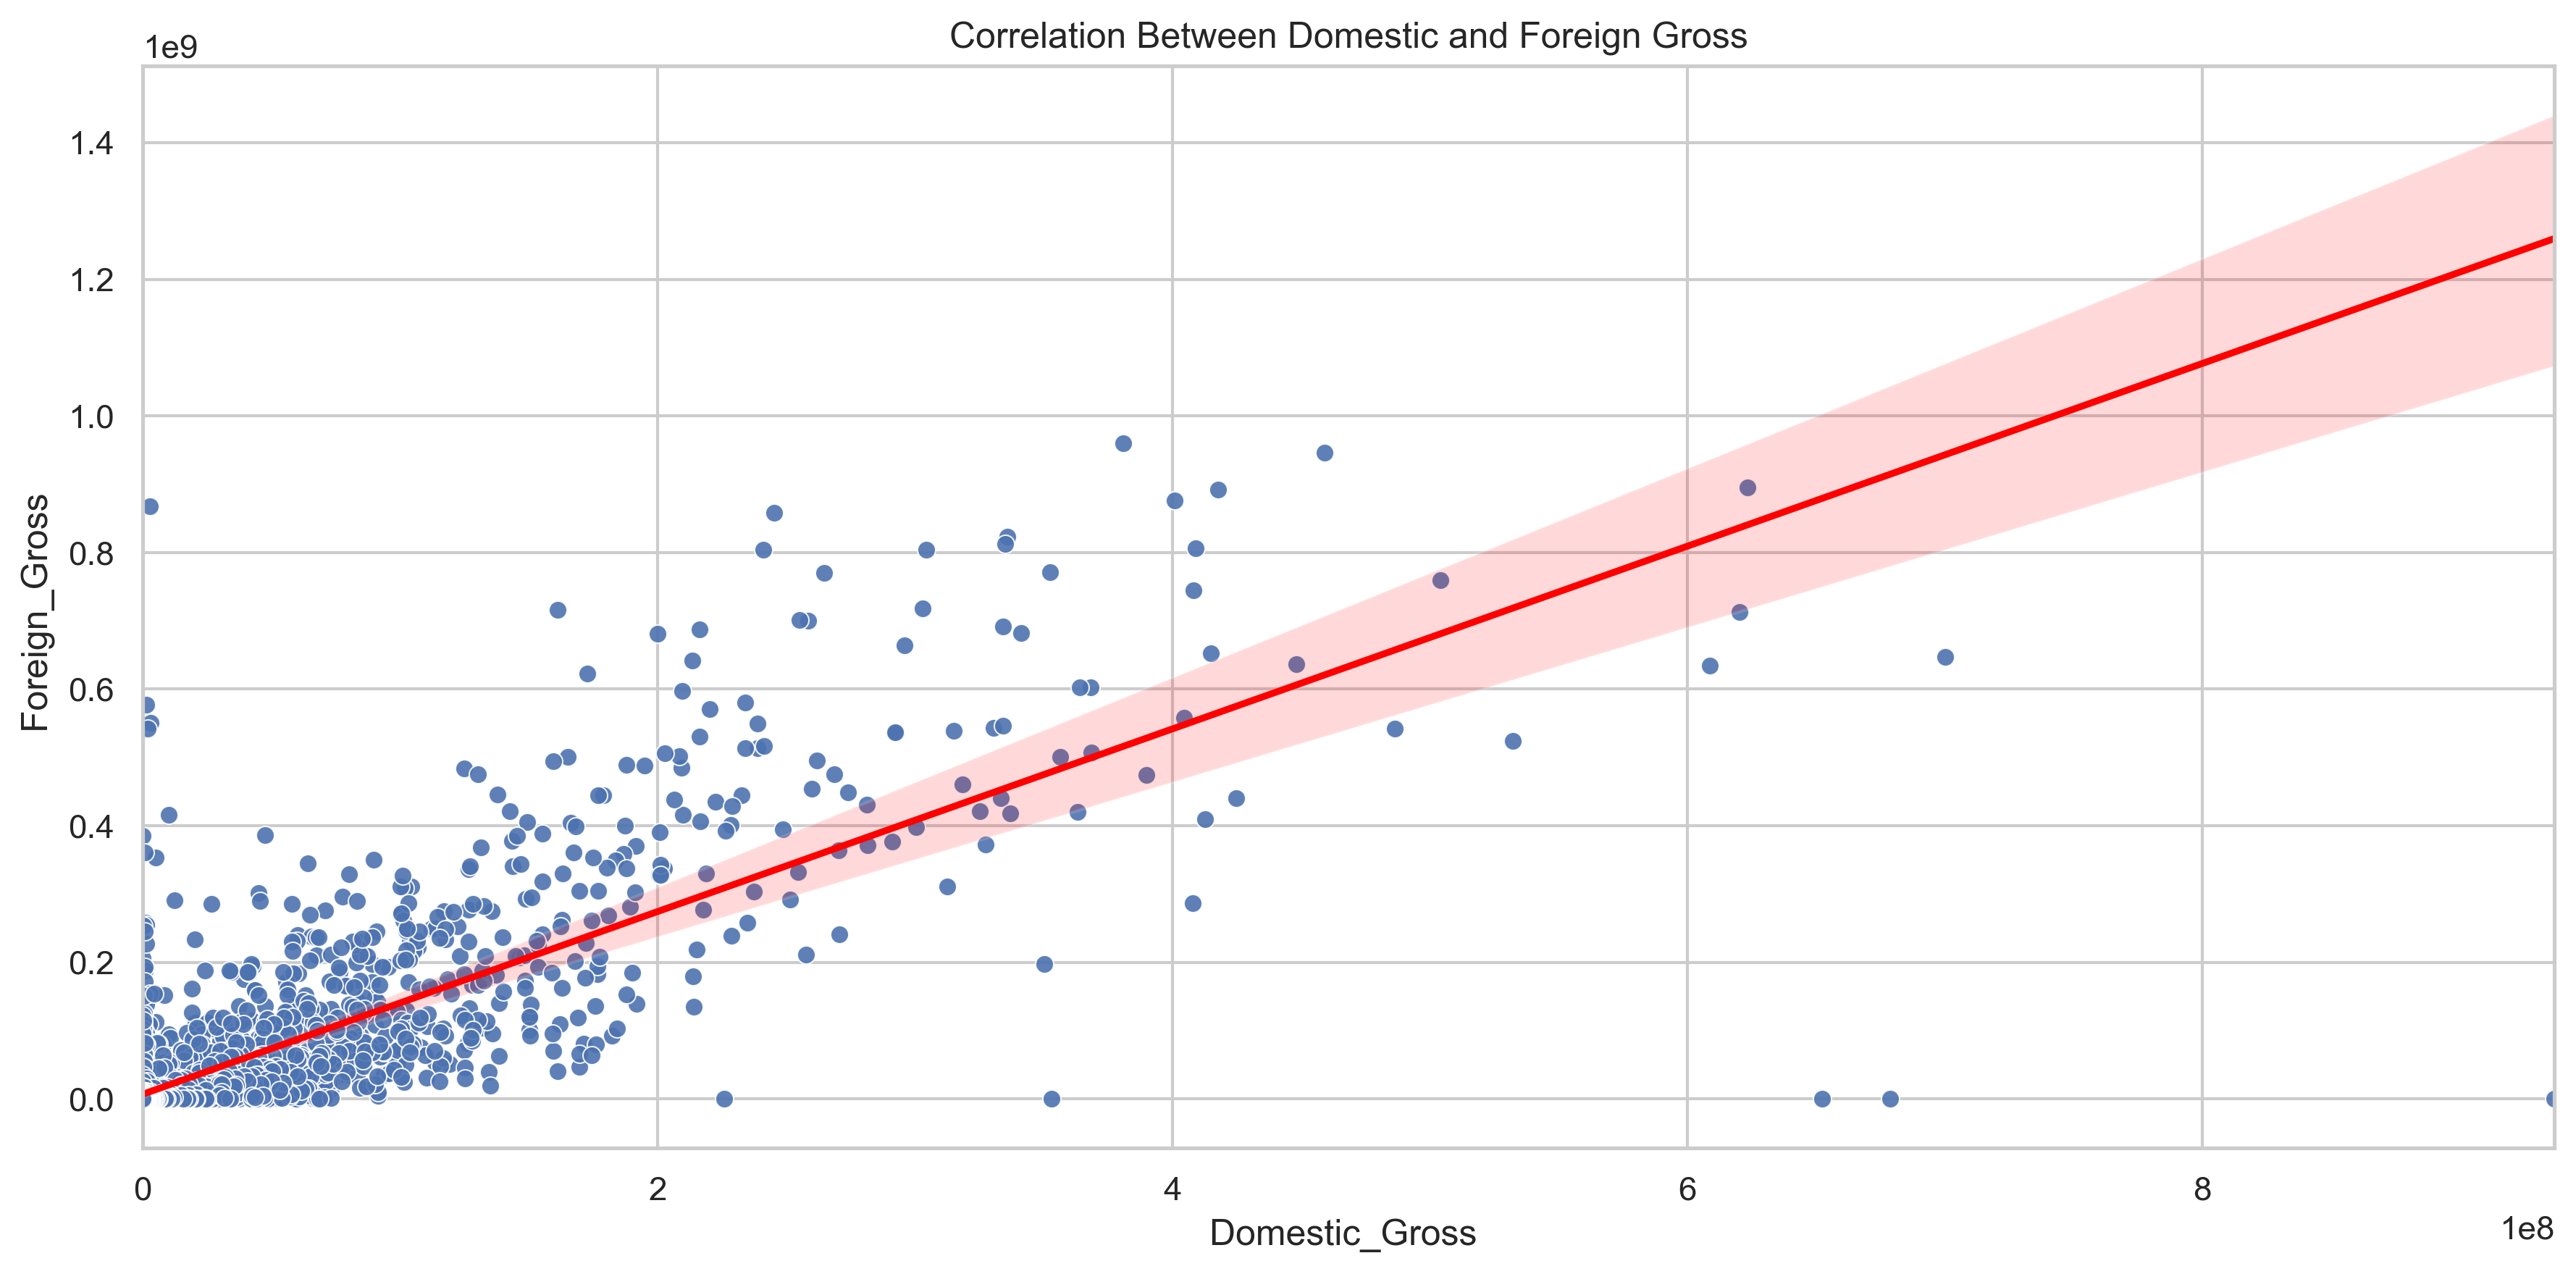 Correlation Between Domestic and Foreign Gross
1e9
1.4
1.2
1.0
0.8
0.6
0.4
0.2
0.0
Foreign_Gross
0 2 4 6 8
1e8
Domestic_Gross